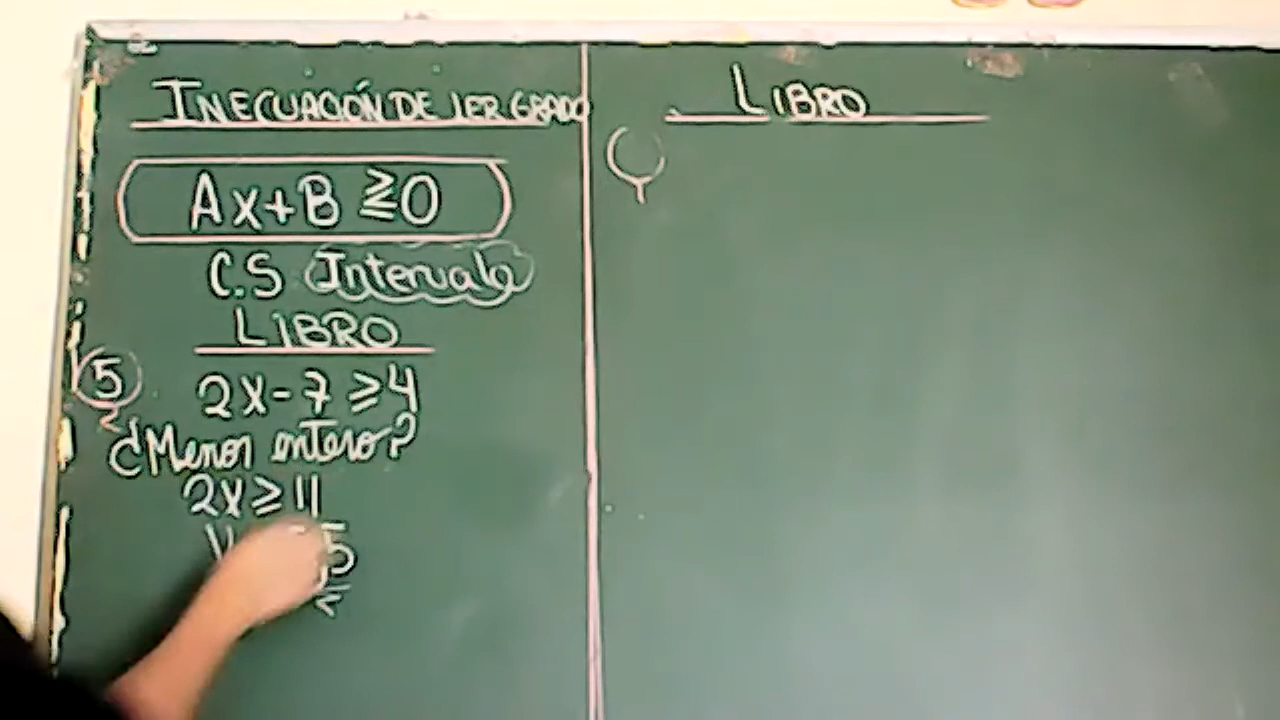 INECUACIÓN DE 1ER GRADO
Ax+B ⪌ 0
C.S Intervalo
LIBRO
5 2x-7≥4
¿Menor entero?
2x≥11
LIBRO